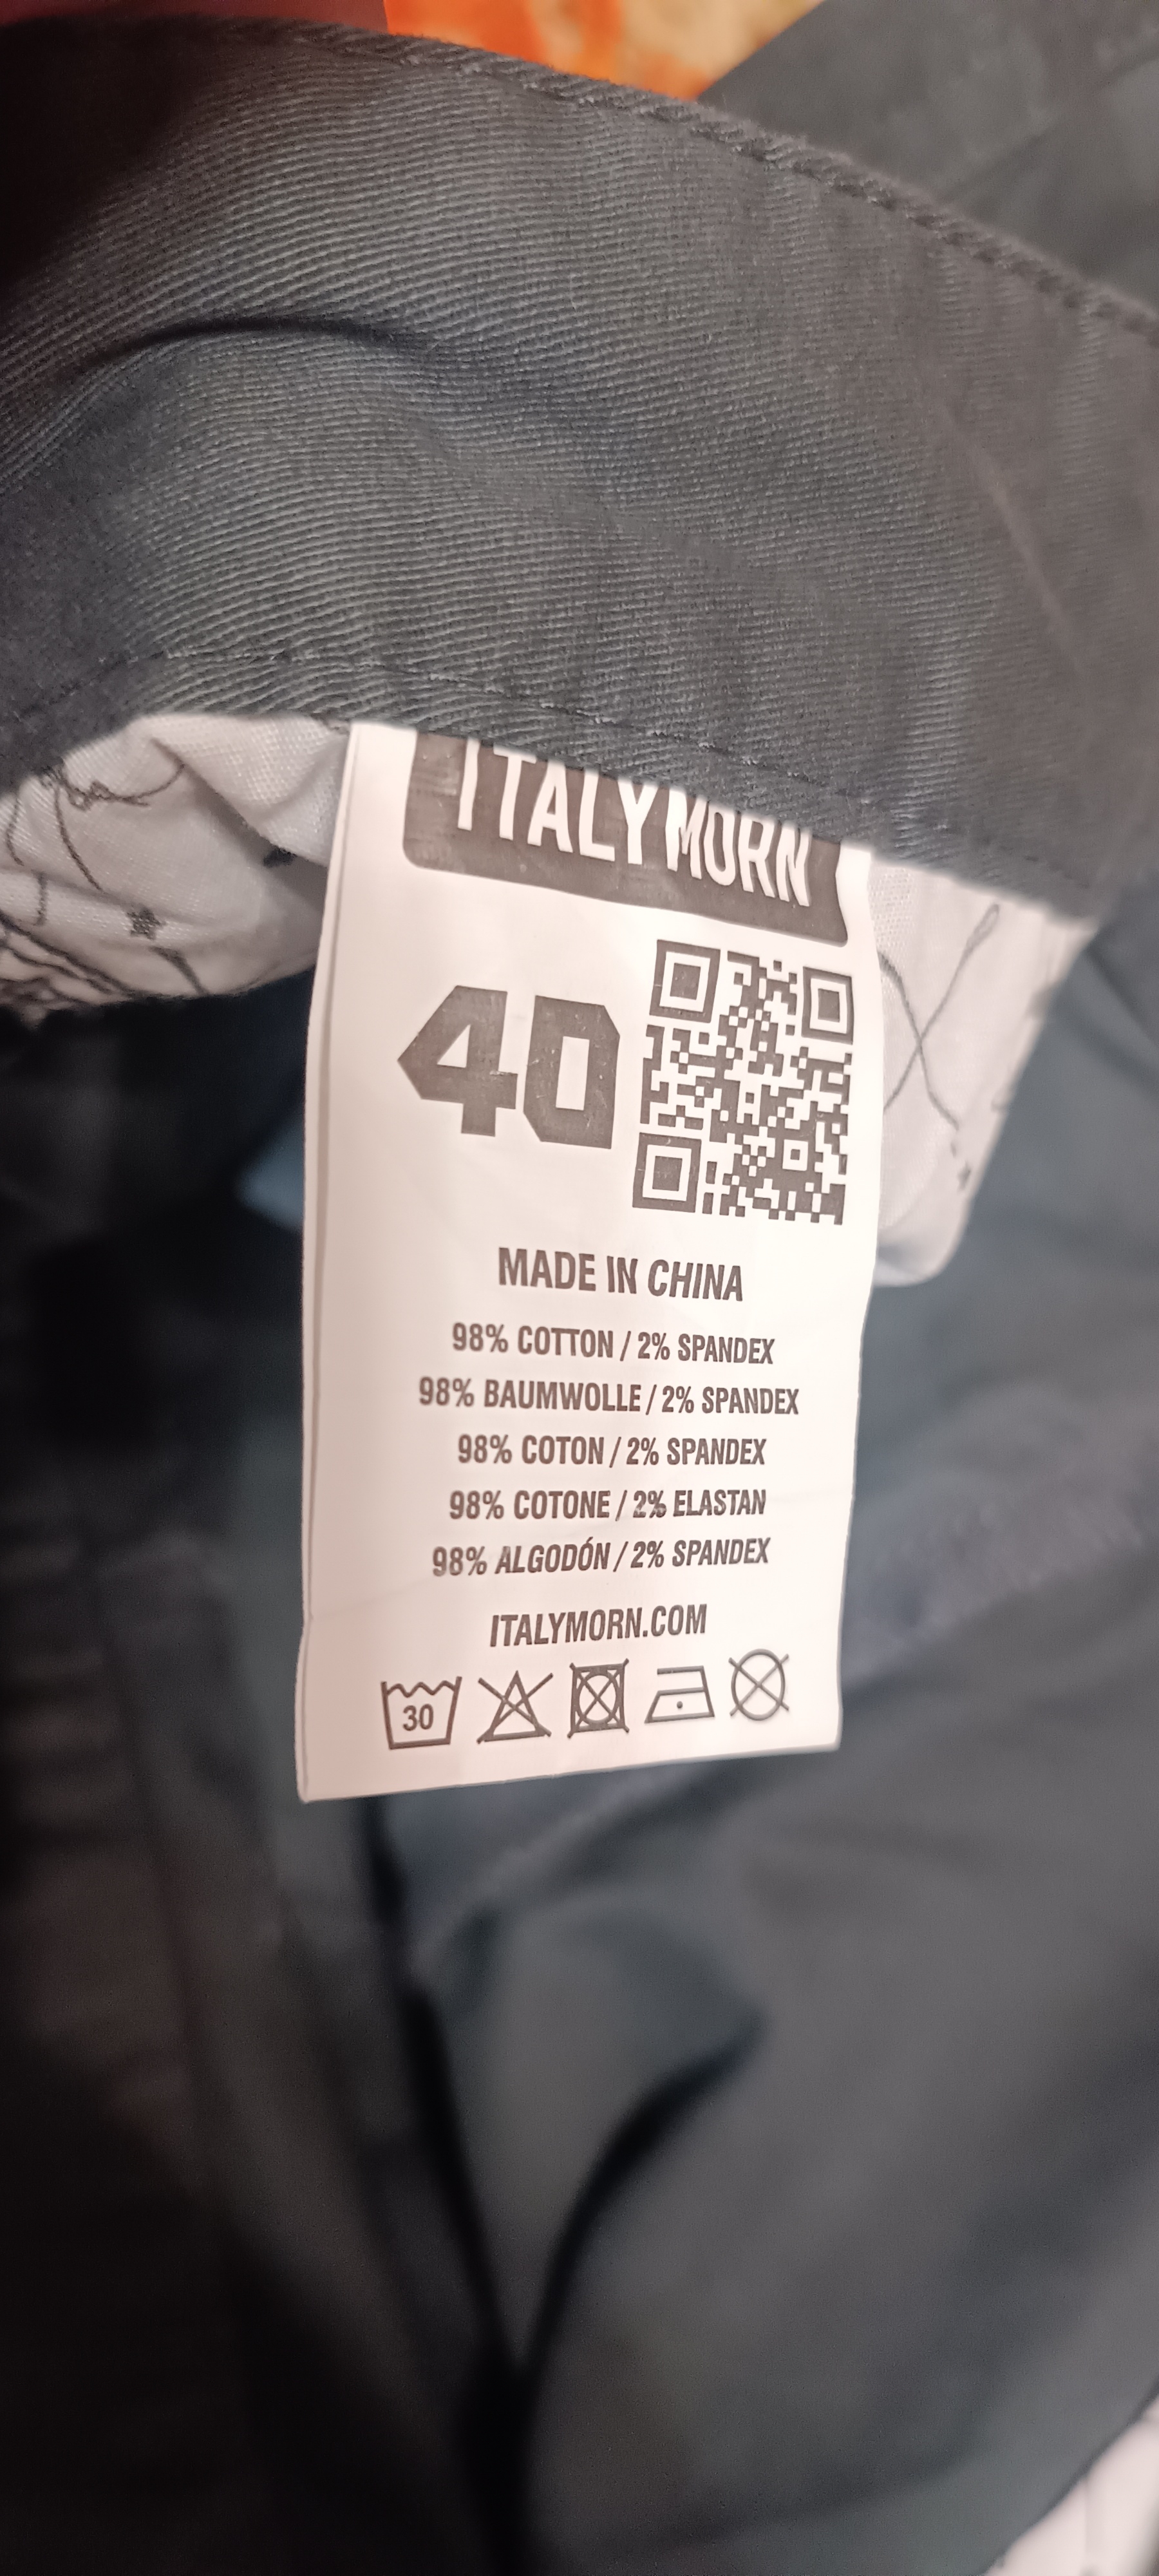 ITALYMORN
40
MADE IN CHINA
98% COTTON / 2% SPANDEX
98% BAUMWOLLE / 2% SPANDEX
98% COTON / 2% SPANDEX
98% COTONE / 2% ELASTAN
98% ALGODÓN / 2% SPANDEX
ITALYMORN.COM
30